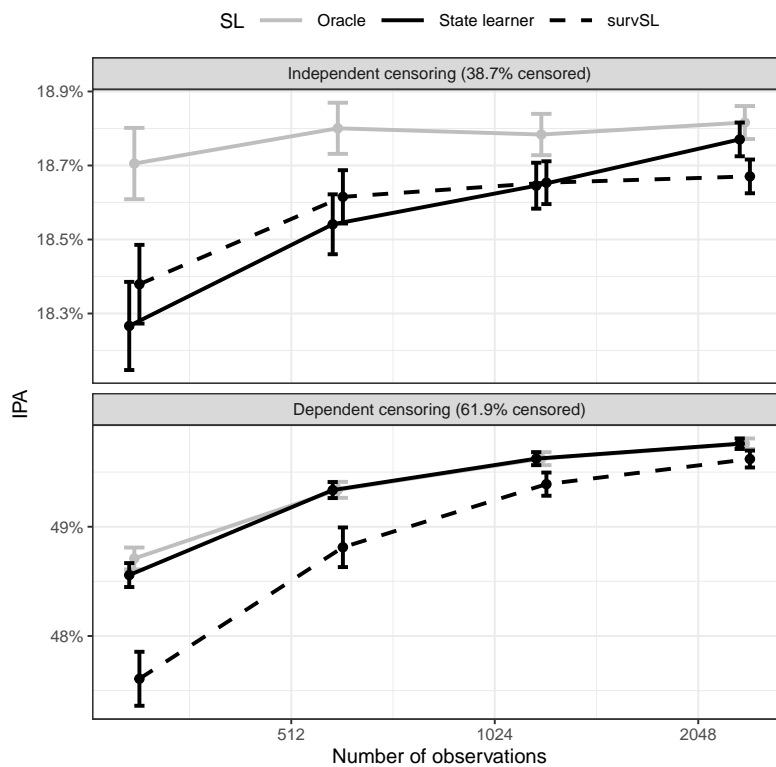 SL Oracle State learner survSL
Independent censoring (38.7% censored)
18.9%
18.7%
18.5%
18.3%
IPA
Dependent censoring (61.9% censored)
49%
48%
512 1024 2048
Number of observations